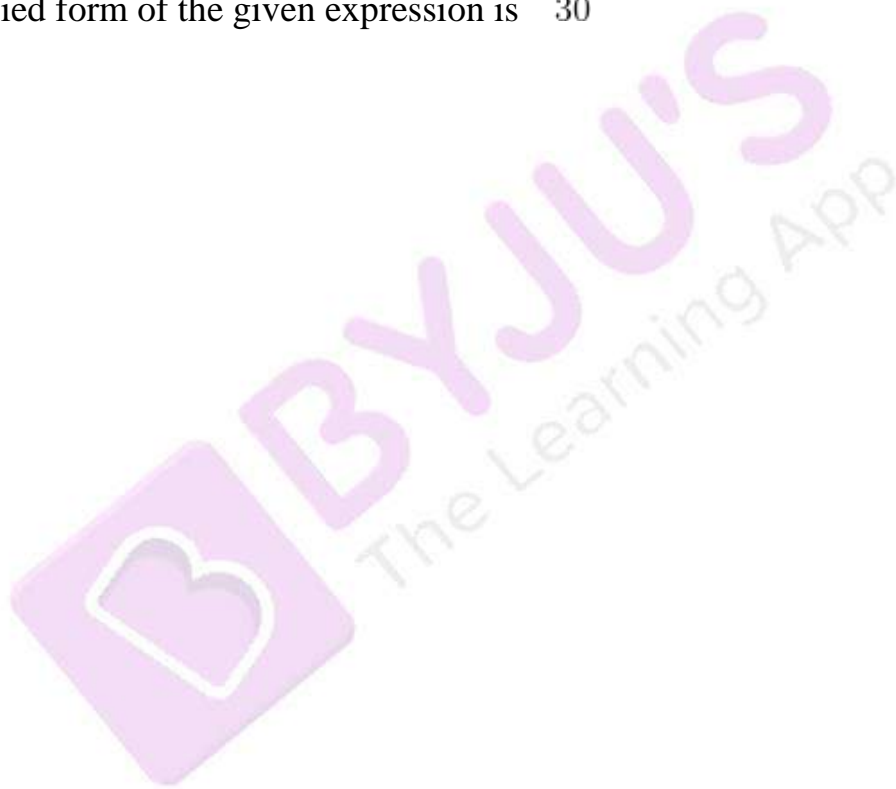 ied form of the given expression is 30
BYJU'S
The Learning App